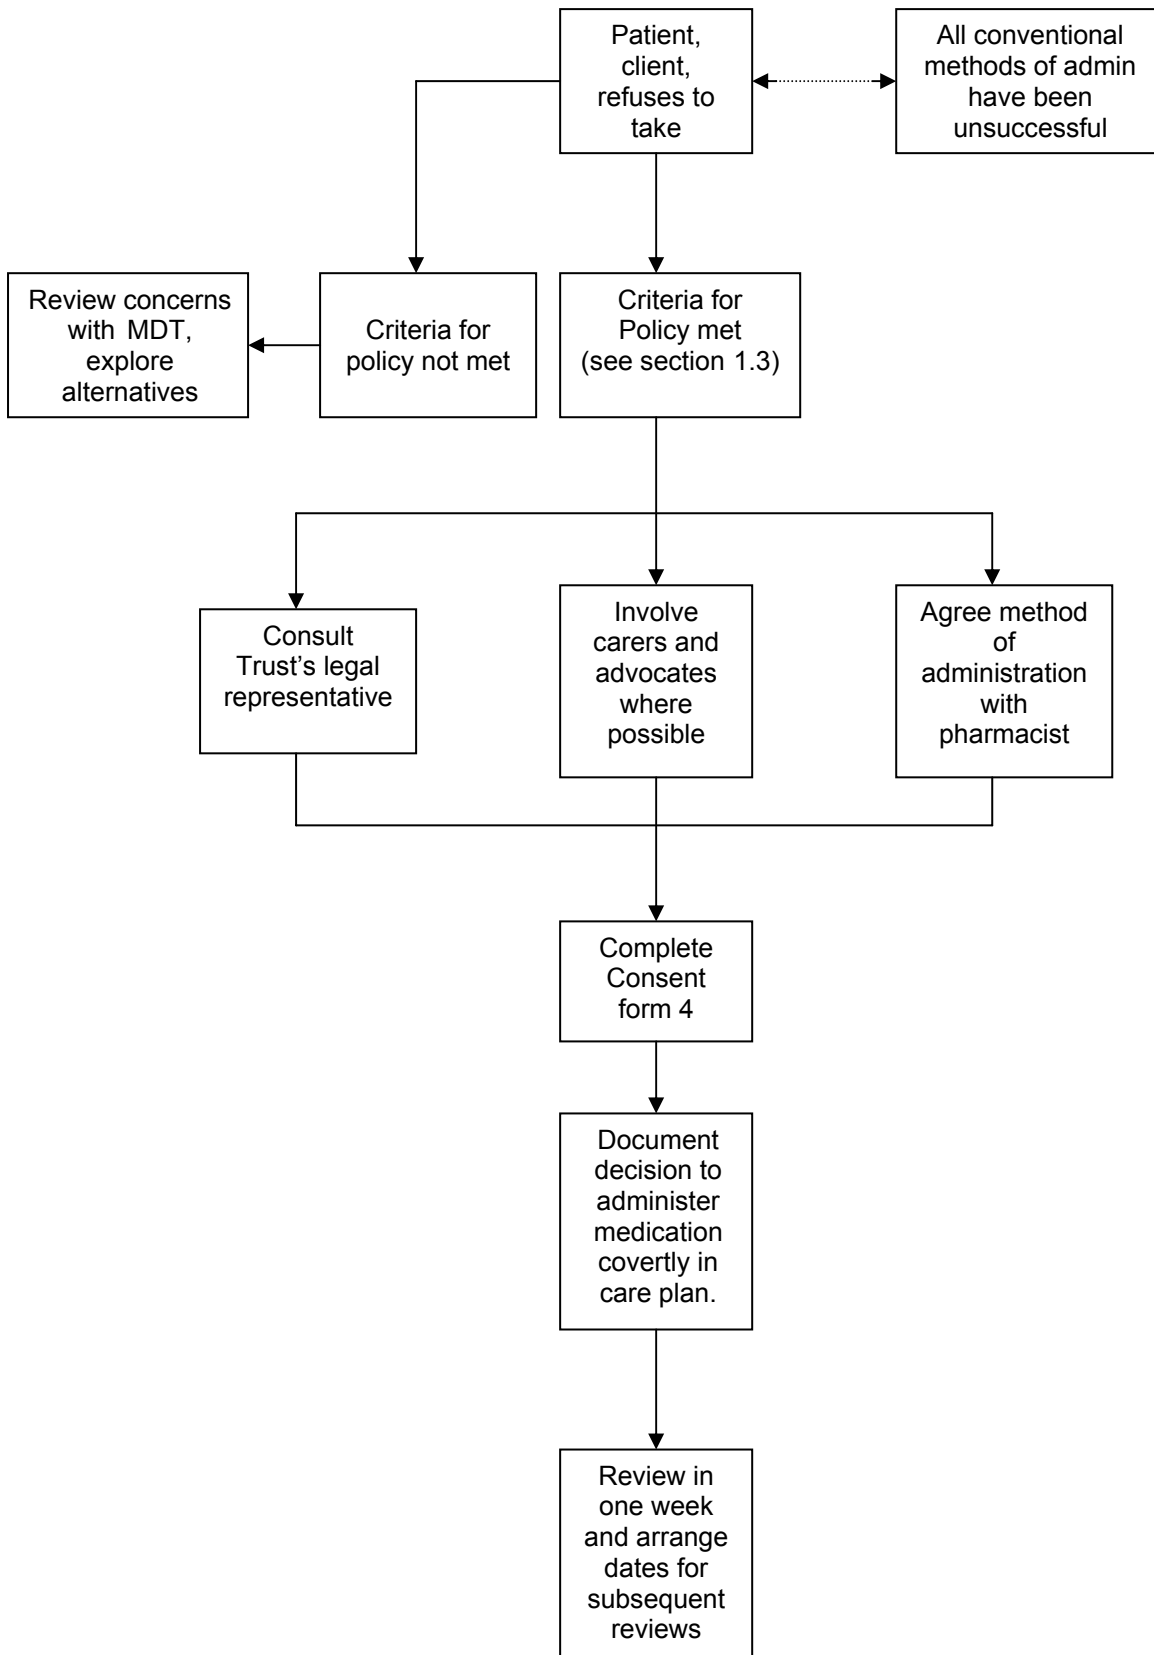 Patient,
client,
refuses to
take
All conventional
methods of admin
have been
unsuccessful
Review concerns
with MDT,
explore
alternatives
Criteria for
policy not met
Criteria for
Policy met
(see section 1.3)
Consult
Trust’s legal
representative
Involve
carers and
advocates
where
possible
Agree method
of
administration
with
pharmacist
Complete
Consent
form 4
Document
decision to
administer
medication
covertly in
care plan.
Review in
one week
and arrange
dates for
subsequent
reviews